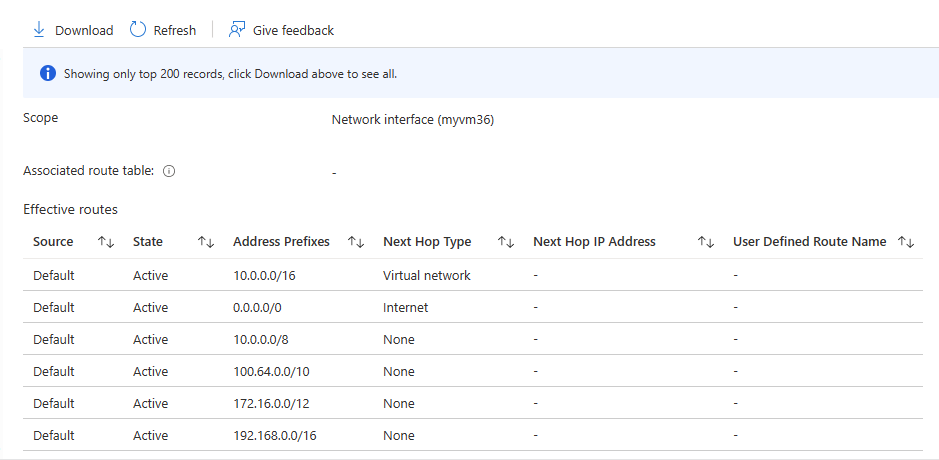 Download Refresh Give feedback
Showing only top 200 records, click Download above to see all.
Scope Network interface (myvm36)
Associated route table: -
Effective routes
Source State Address Prefixes Next Hop Type Next Hop IP Address User Defined Route Name
Default Active 10.0.0.0/16 Virtual network - -
Default Active 0.0.0.0/0 Internet - -
Default Active 10.0.0.0/8 None - -
Default Active 100.64.0.0/10 None - -
Default Active 172.16.0.0/12 None - -
Default Active 192.168.0.0/16 None - -